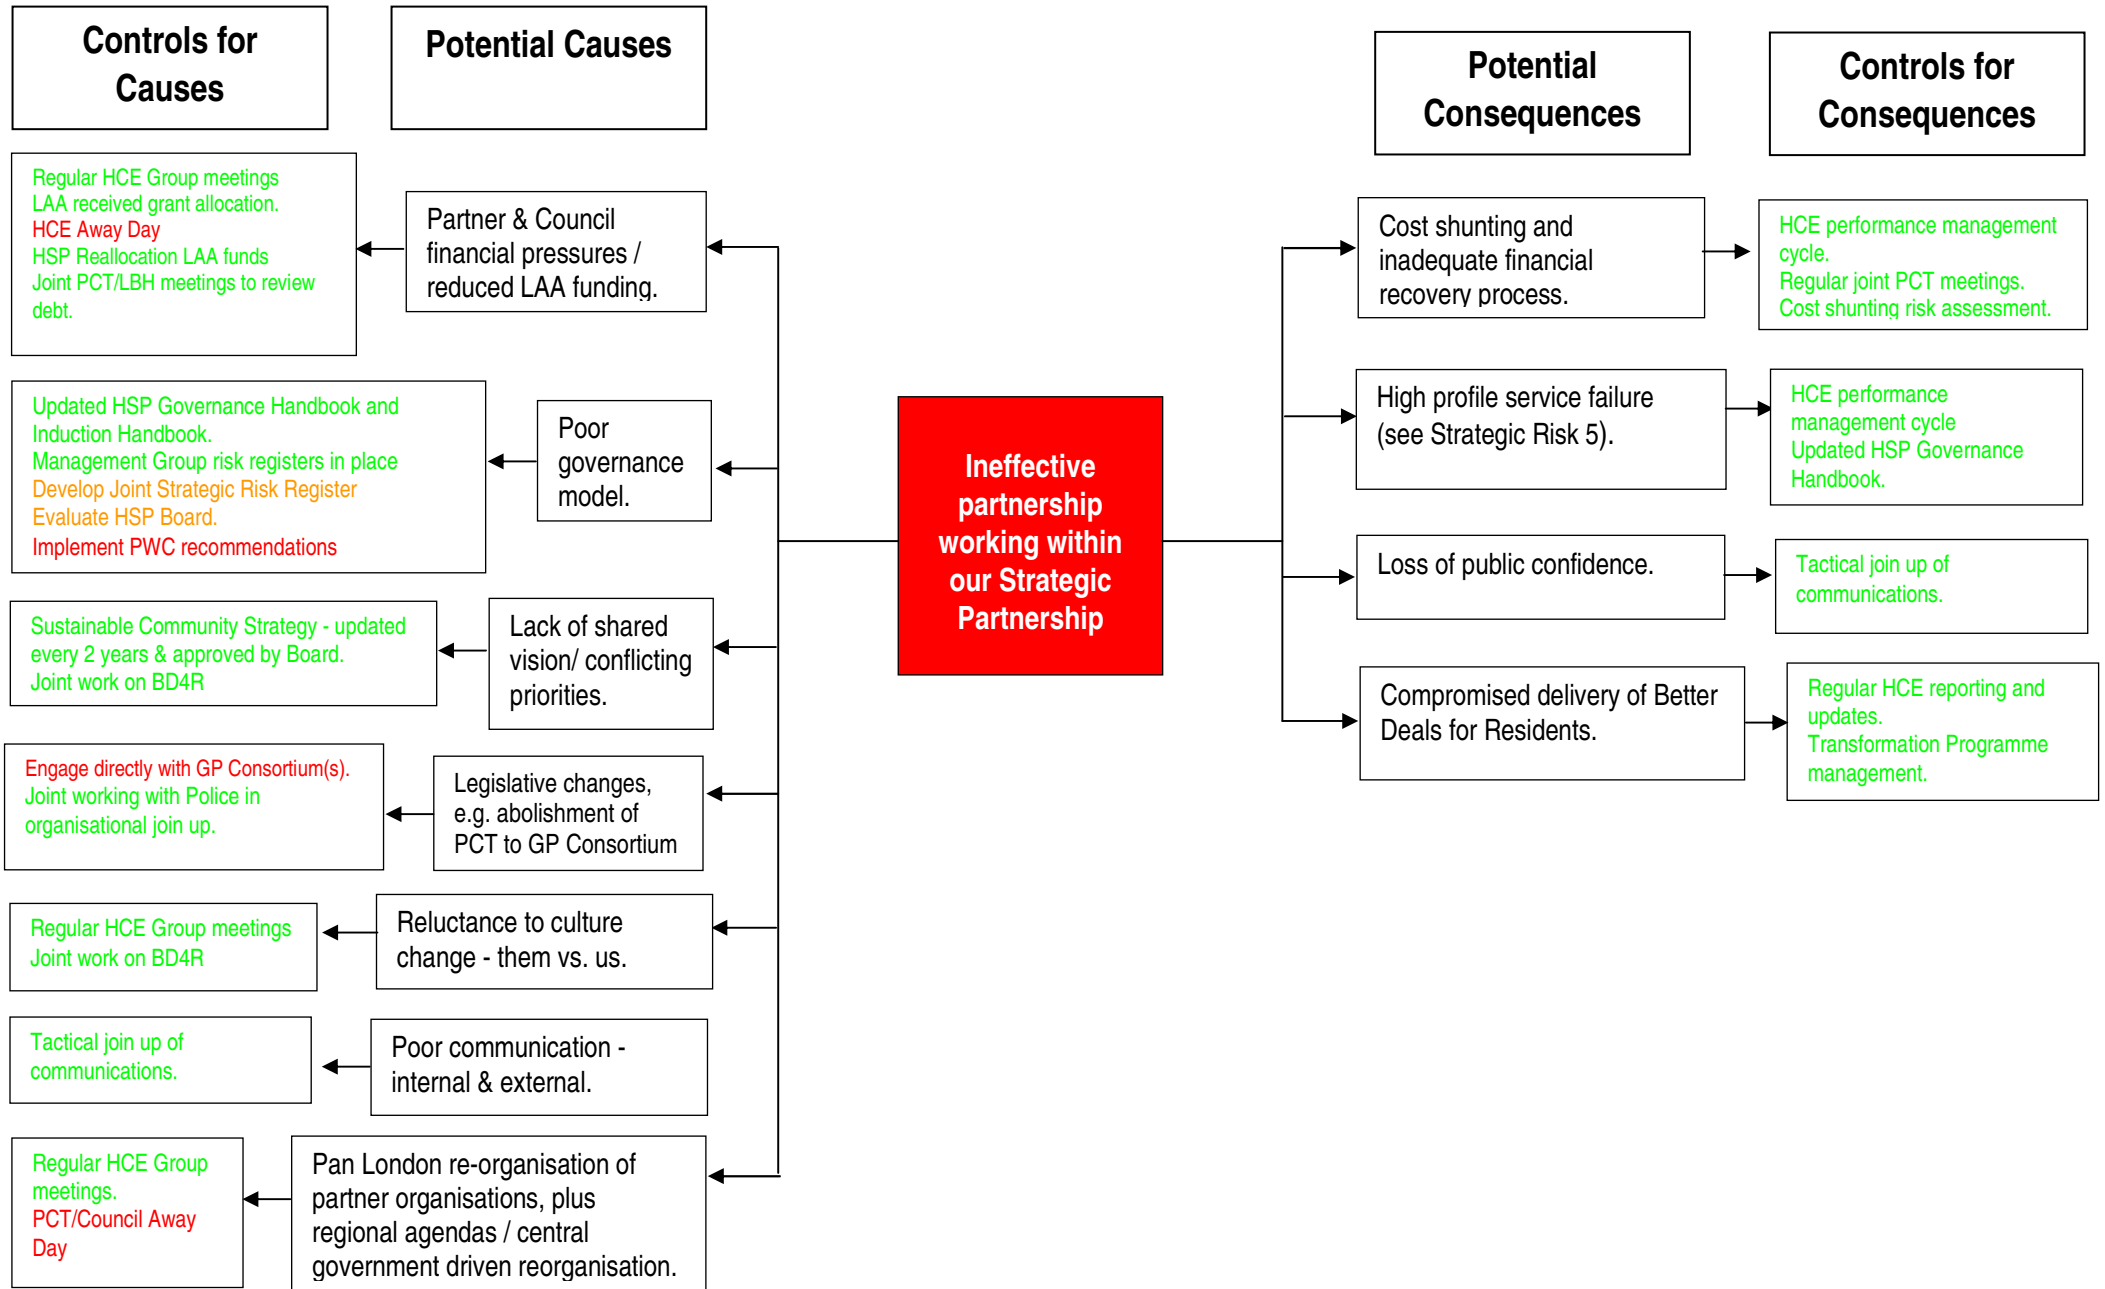 Controls for
Causes
Potential Causes
Potential
Consequences
Controls for
Consequences
Regular HCE Group meetings
LAA received grant allocation.
HCE Away Day
HSP Reallocation LAA funds
Joint PCT/LBH meetings to review
debt.
Partner & Council
financial pressures /
reduced LAA funding.
Updated HSP Governance Handbook and
Induction Handbook.
Management Group risk registers in place
Develop Joint Strategic Risk Register
Evaluate HSP Board.
Implement PWC recommendations
Poor
governance
model.
Sustainable Community Strategy - updated
every 2 years & approved by Board.
Joint work on BD4R
Lack of shared
vision/ conflicting
priorities.
Engage directly with GP Consortium(s).
Joint working with Police in
organisational join up.
Legislative changes,
e.g. abolishment of
PCT to GP Consortium
Regular HCE Group meetings
Joint work on BD4R
Reluctance to culture
change - them vs. us.
Tactical join up of
communications.
Poor communication -
internal & external.
Regular HCE Group
meetings.
PCT/Council Away
Day
Pan London re-organisation of
partner organisations, plus
regional agendas / central
government driven reorganisation.
Ineffective
partnership
working within
our Strategic
Partnership
Cost shunting and
inadequate financial
recovery process.
HCE performance management
cycle.
Regular joint PCT meetings.
Cost shunting risk assessment.
High profile service failure
(see Strategic Risk 5).
HCE performance
management cycle
Updated HSP Governance
Handbook.
Loss of public confidence.
Tactical join up of
communications.
Compromised delivery of Better
Deals for Residents.
Regular HCE reporting and
updates.
Transformation Programme
management.